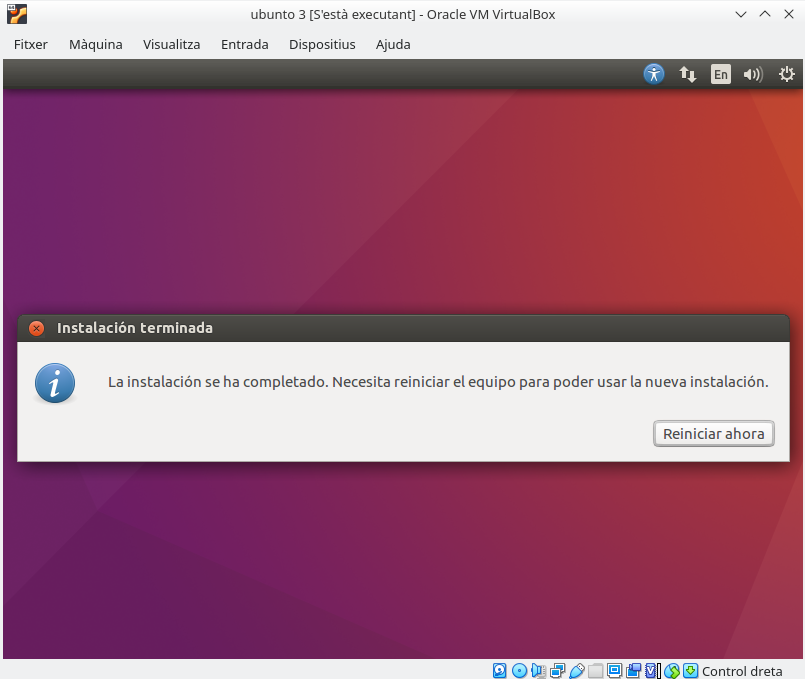 ubunto 3 [S'està executant] - Oracle VM VirtualBox
Fitxer Màquina Visualitza Entrada Dispositius Ajuda
En
Instalación terminada
La instalación se ha completado. Necesita reiniciar el equipo para poder usar la nueva instalación.
Reiniciar ahora
Control dreta